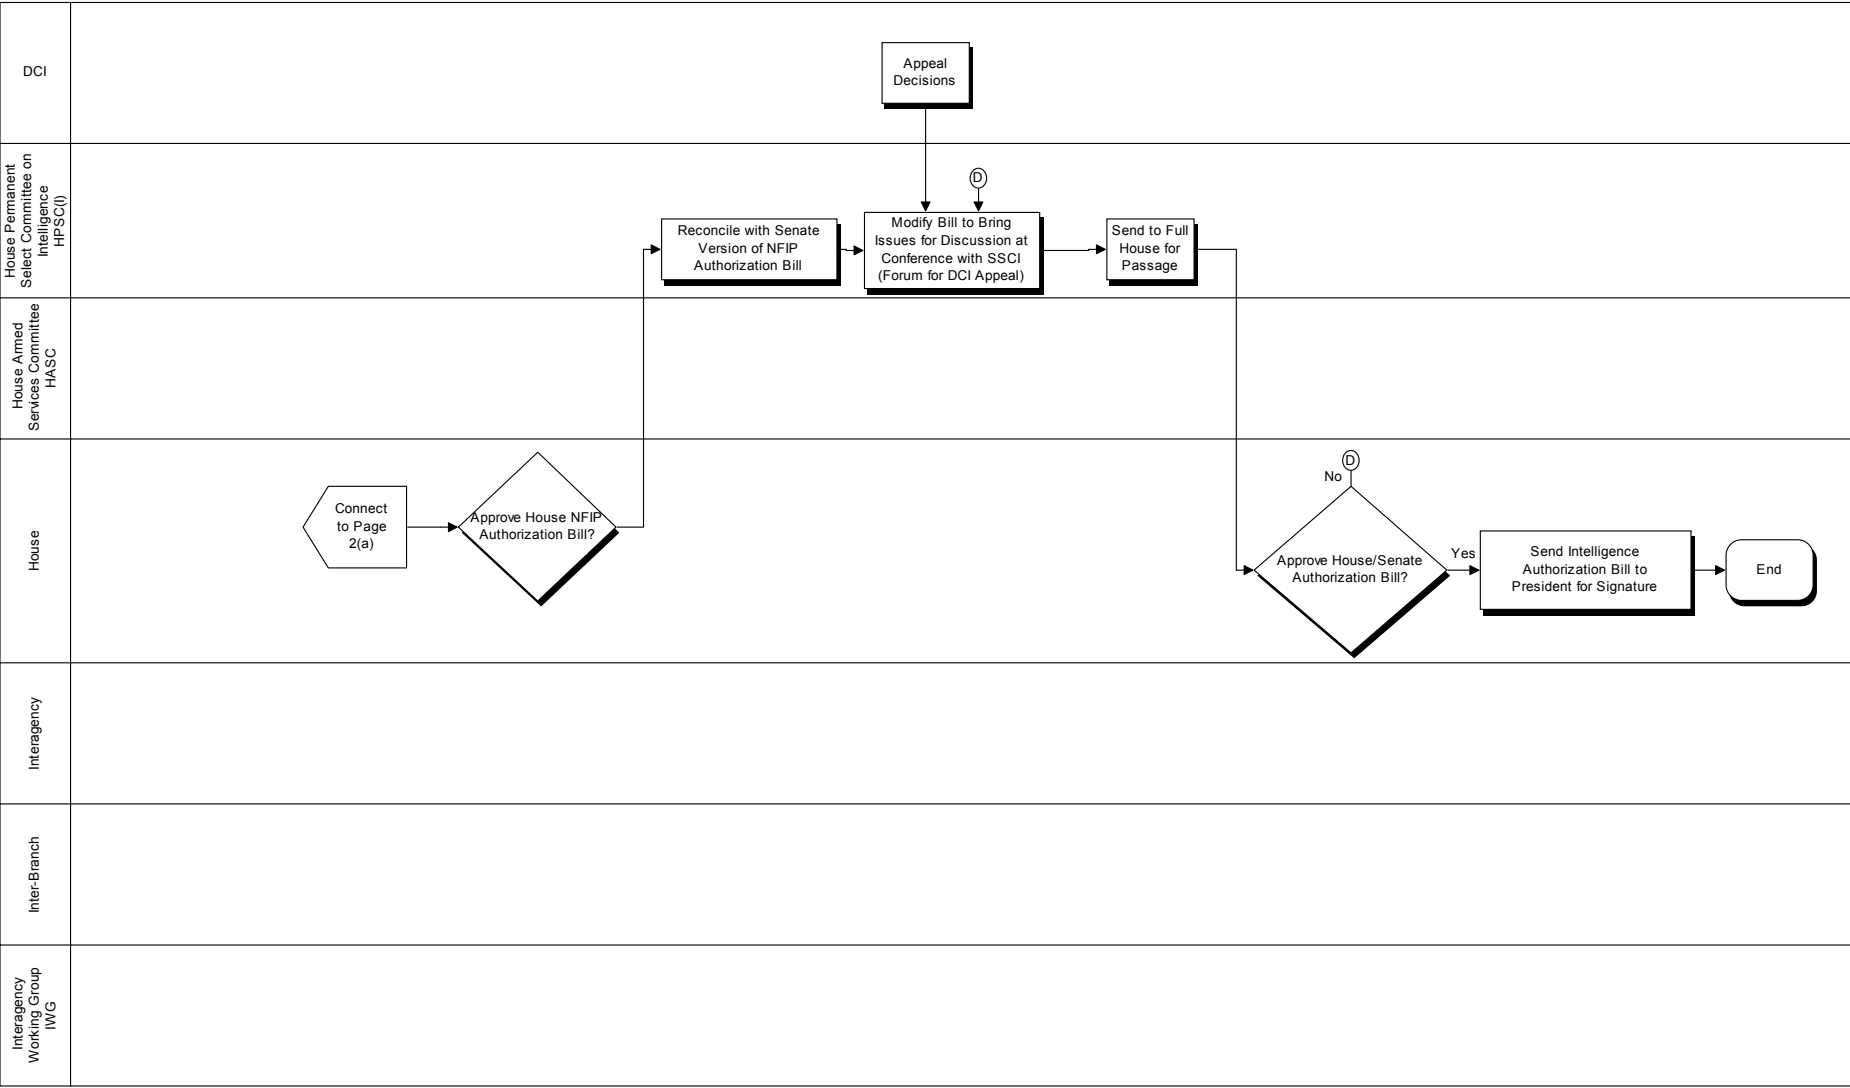 DCI
Appeal
Decisions
House Permanent
Select Committee on
Intelligence
HPSC(I)
D
Reconcile with Senate
Version of NFIP
Authorization Bill
Modify Bill to Bring
Issues for Discussion at
Conference with SSCI
(Forum for DCI Appeal)
Send to Full
House for
Passage
House Armed
Services Committee
HASC
House
Connect
to Page
2(a)
Approve House NFIP
Authorization Bill?
D
No
Approve House/Senate
Authorization Bill?
Yes
Send Intelligence
Authorization Bill to
President for Signature
End
Interagency
Inter-Branch
Interagency
Working Group
IWG